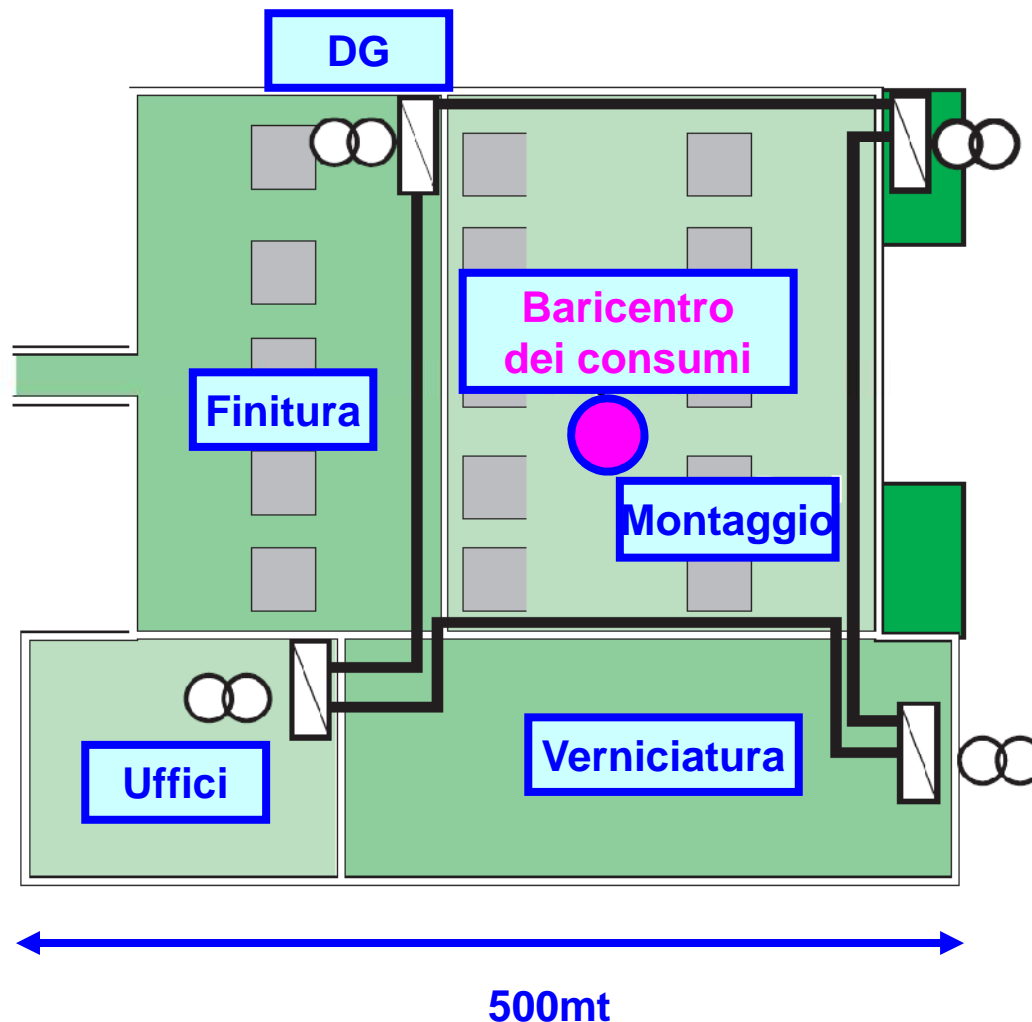 DG
Baricentro
dei consumi
Finitura
Montaggio
Verniciatura
Uffici
500mt